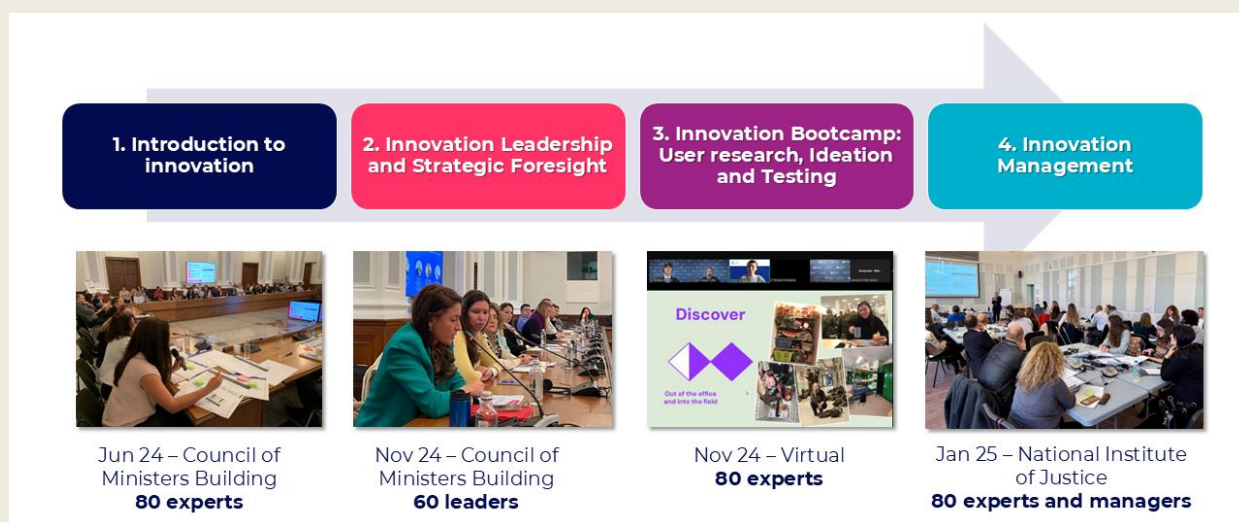 1. Introduction to
innovation
2. Innovation Leadership
and Strategic Foresight
3. Innovation Bootcamp:
User research, Ideation
and Testing
4. Innovation
Management
Discover
Out of the office
and into the field
Jun 24 – Council of
Ministers Building
80 experts
Nov 24 – Council of
Ministers Building
60 leaders
Nov 24 – Virtual
80 experts
Jan 25 – National Institute
of Justice
80 experts and managers